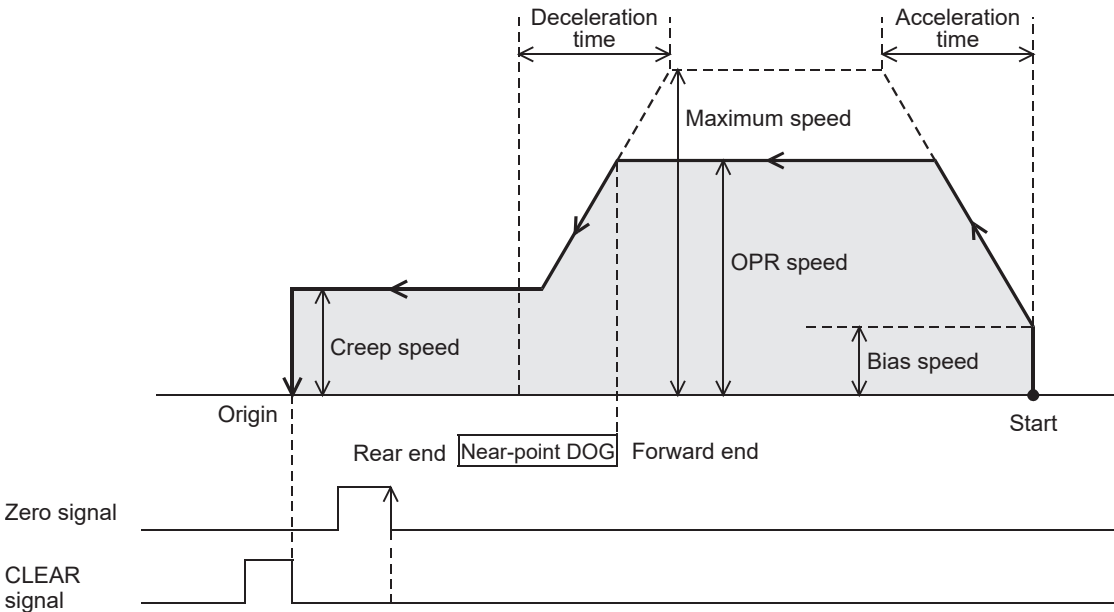 Deceleration
time
Acceleration
time
Maximum speed
OPR speed
Creep speed
Bias speed
Origin
Start
Rear end
Near-point DOG
Forward end
Zero signal
CLEAR
signal